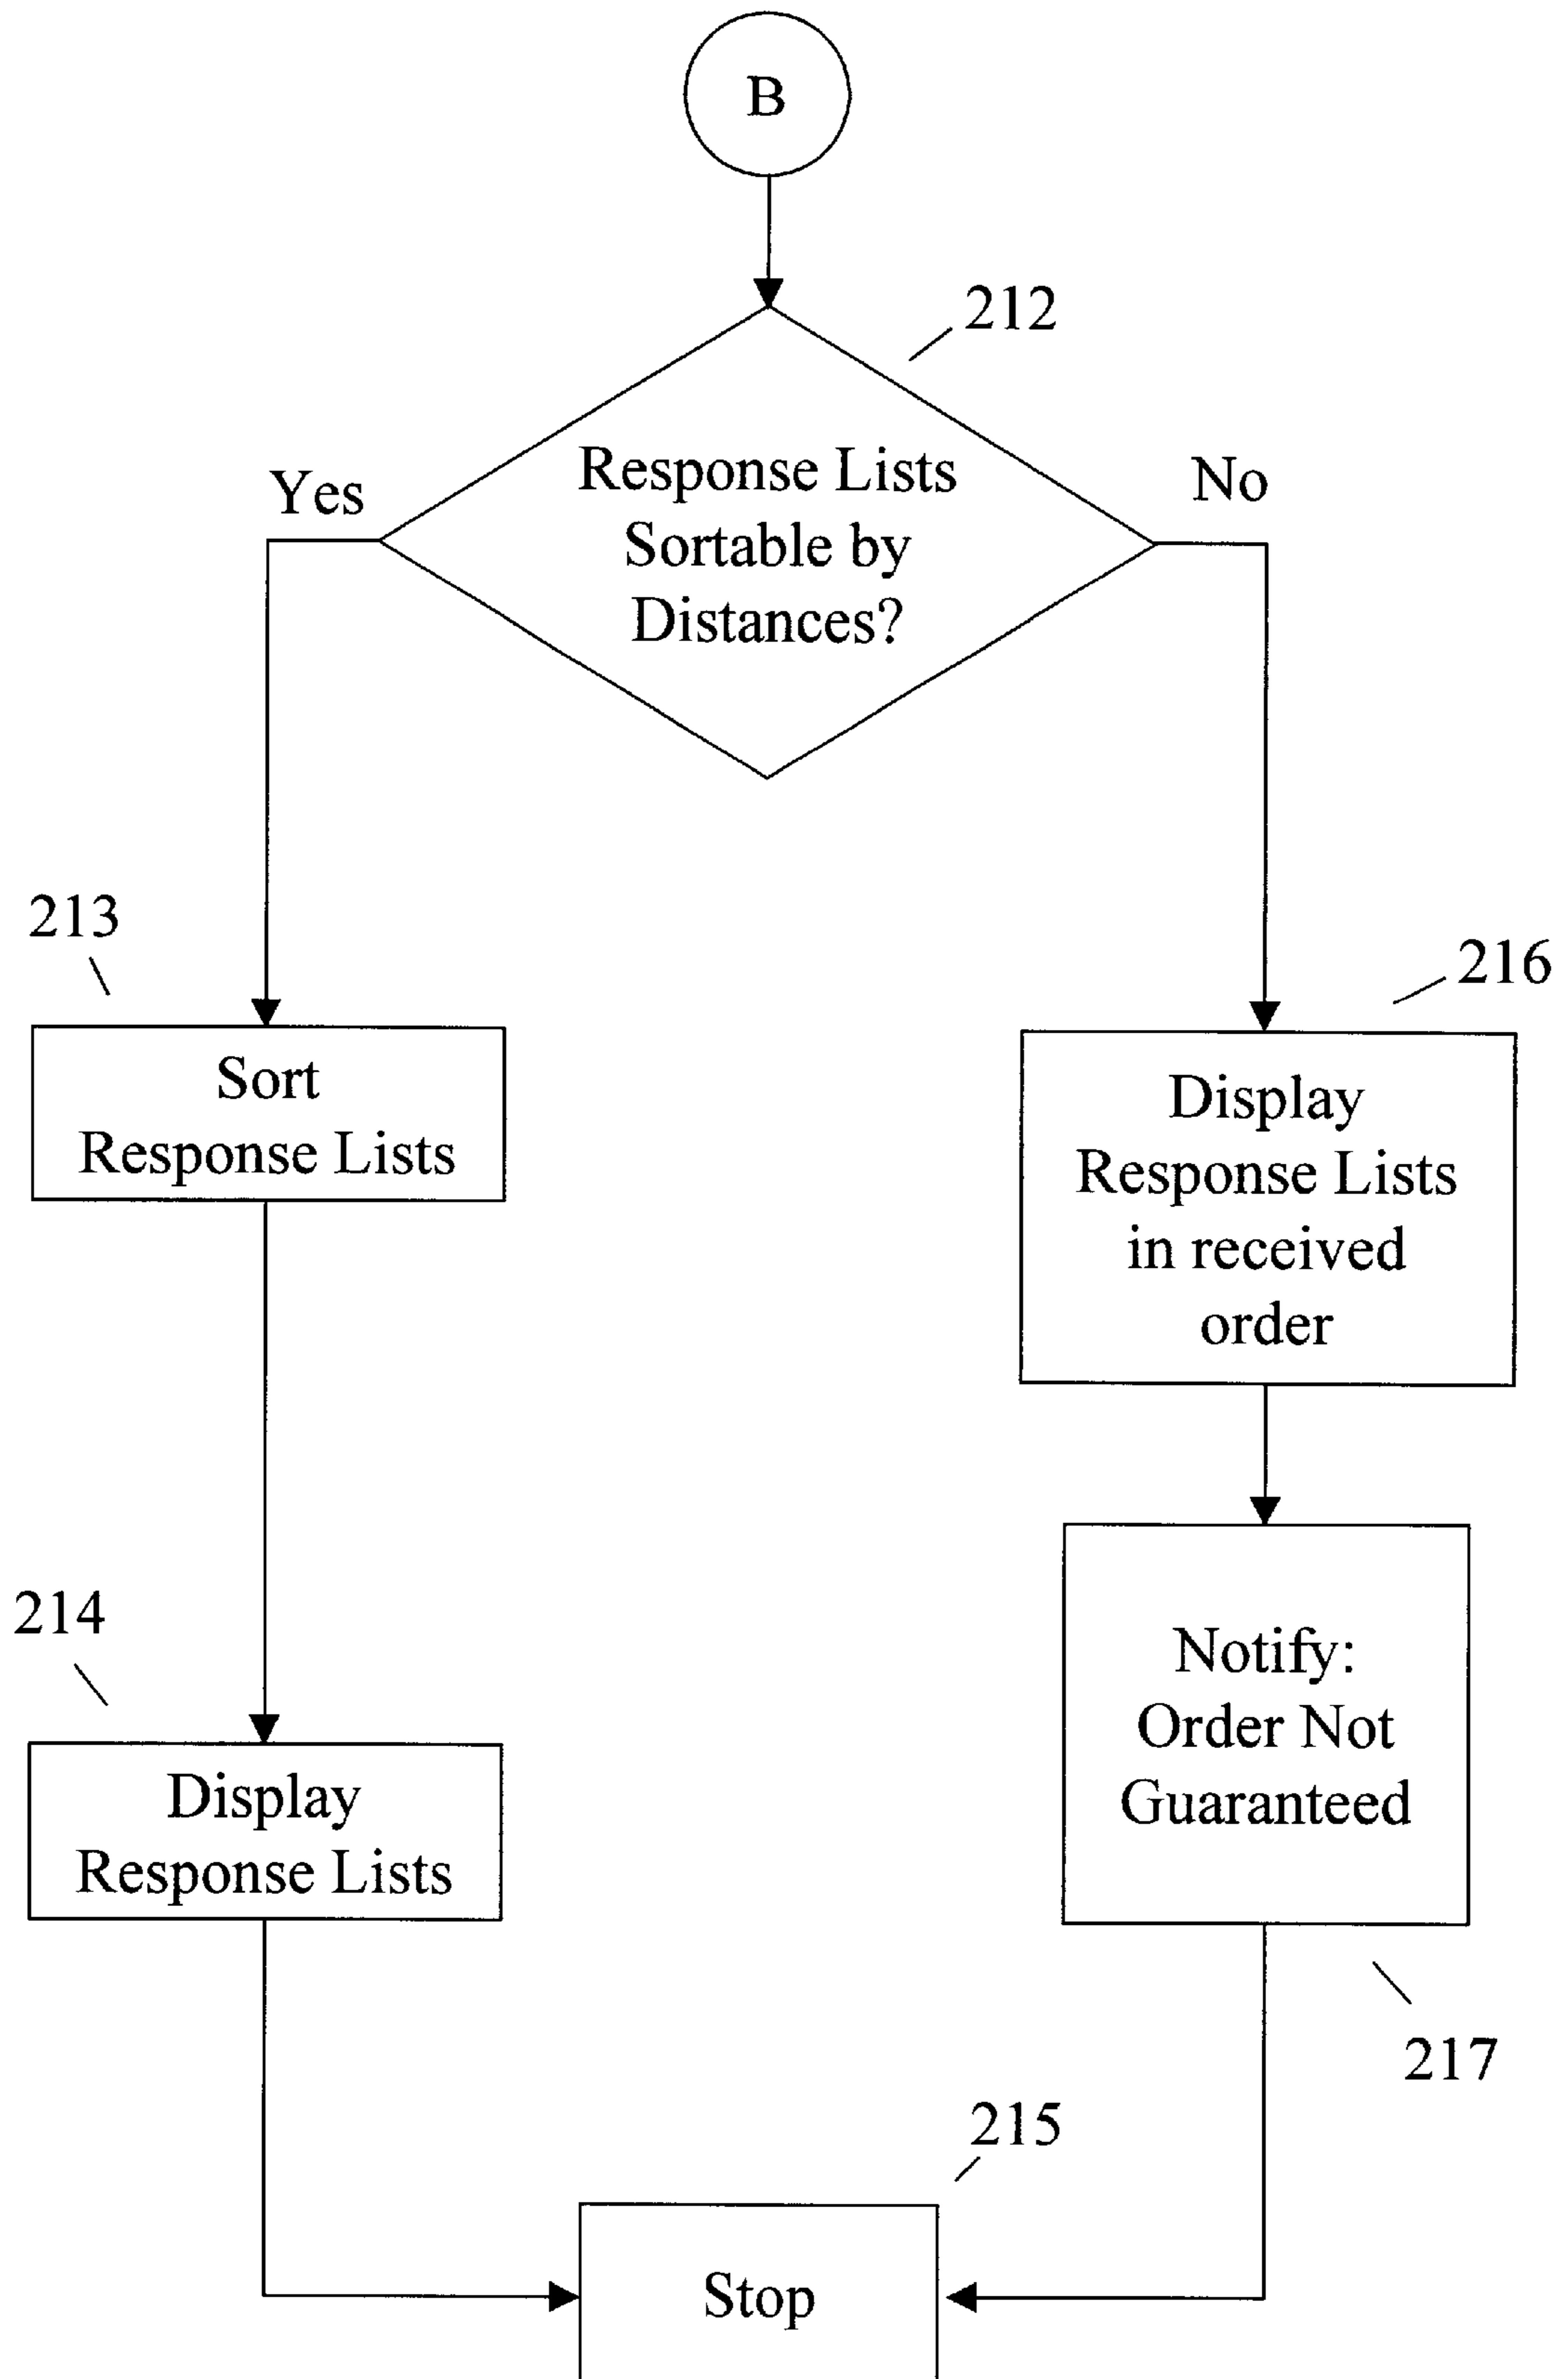 B
212
Response Lists
Sortable by
Distances?
Yes
No
213
Sort
Response Lists
216
Display
Response Lists
in received
order
214
Display
Response Lists
Notify:
Order Not
Guaranteed
217
215
Stop